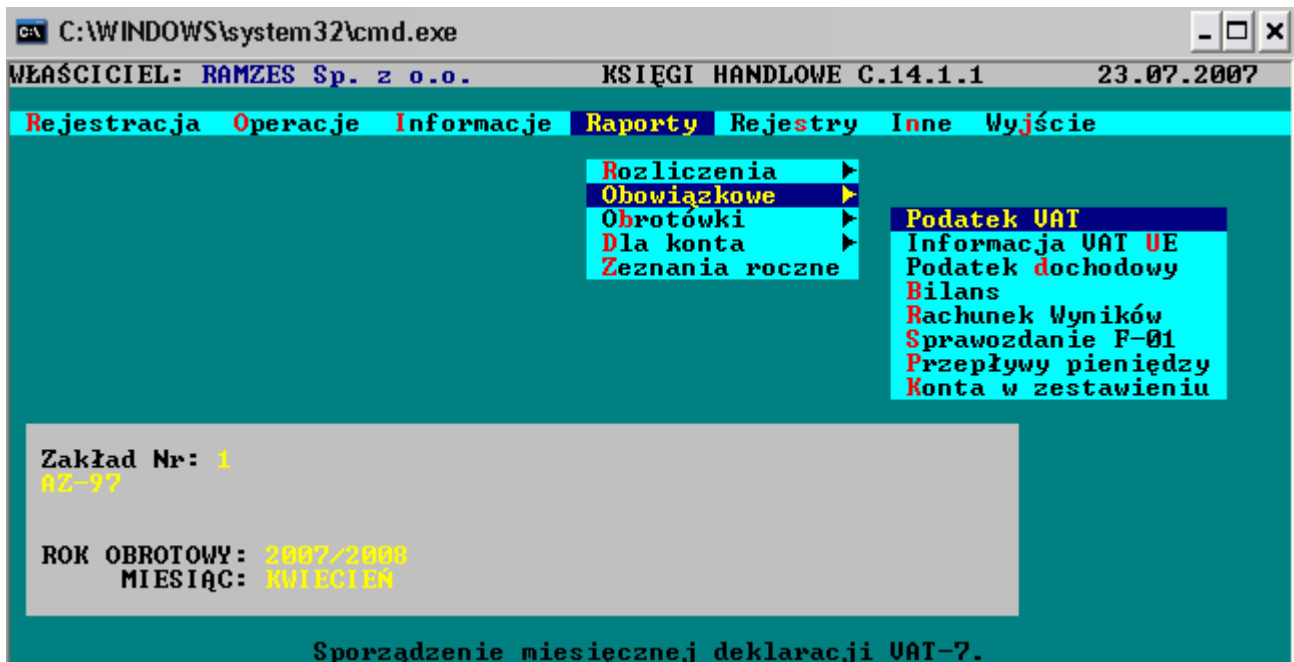 C:\WINDOWS\system32\cmd.exe
WŁAŚCICIEL: RAMZES Sp. z o.o. KSIĘGI HANDLOWE C.14.1.1 23.07.2007
Rejestracja Operacje Informacje Raporty Rejestry Inne Wyjście
Rozliczenia
Obowiązkowe
Obrotówki
Dla konta
Zeznania roczne
Podatek VAT
Informacja VAT UE
Podatek dochodowy
Bilans
Rachunek Wyników
Sprawozdanie F-01
Przepływy pieniędzy
Konta w zestawieniu
Zakład Nr: 1
AZ-97
ROK OBROTOWY: 2007/2008
MIESIĄC: KWIECIEŃ
Sporządzenie miesięcznej deklaracji VAT-7.